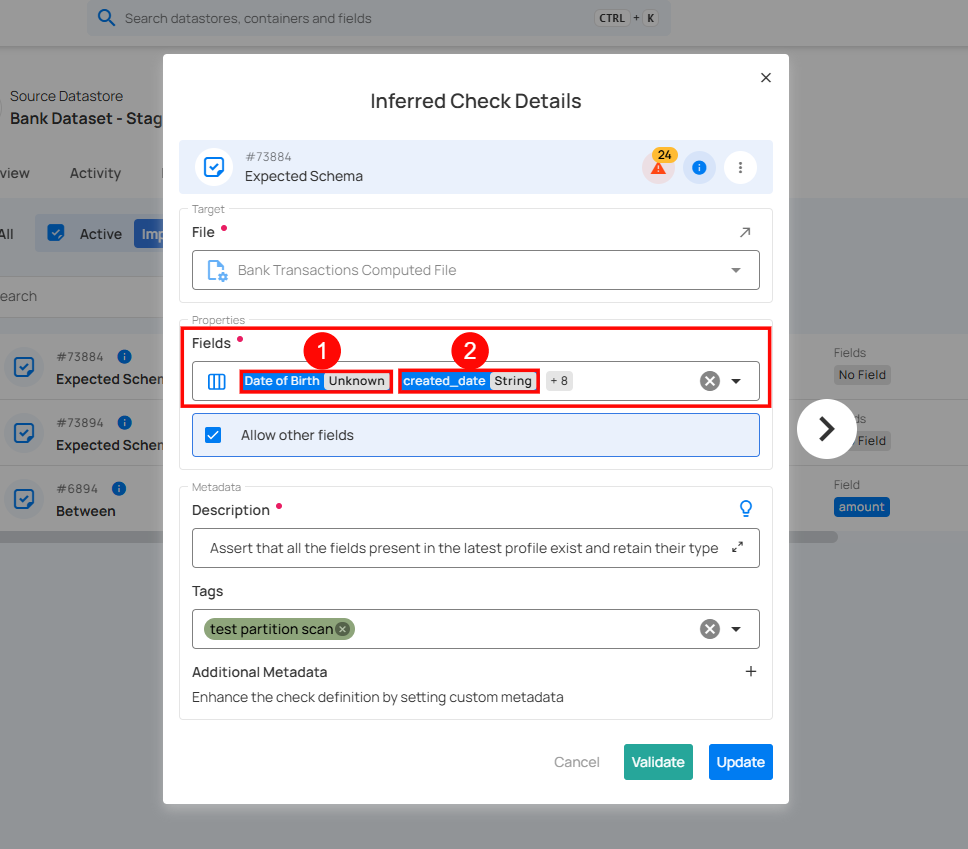 Search datastores, containers and fields CTRL + K
Source Datastore
Bank Dataset - Stag
view Activity
All Active Imp
earch
#73884
Expected Schem
#73894
Expected Schem
#6894
Between
Inferred Check Details
#73884
Expected Schema
24
Target
File
Bank Transactions Computed File
Properties
Fields
1 2
Date of Birth Unknown created_date String + 8
Allow other fields
Metadata
Description
Assert that all the fields present in the latest profile exist and retain their type
Tags
test partition scan
Additional Metadata
Enhance the check definition by setting custom metadata
Cancel Validate Update
Fields
No Field
ds
Field
Field
amount